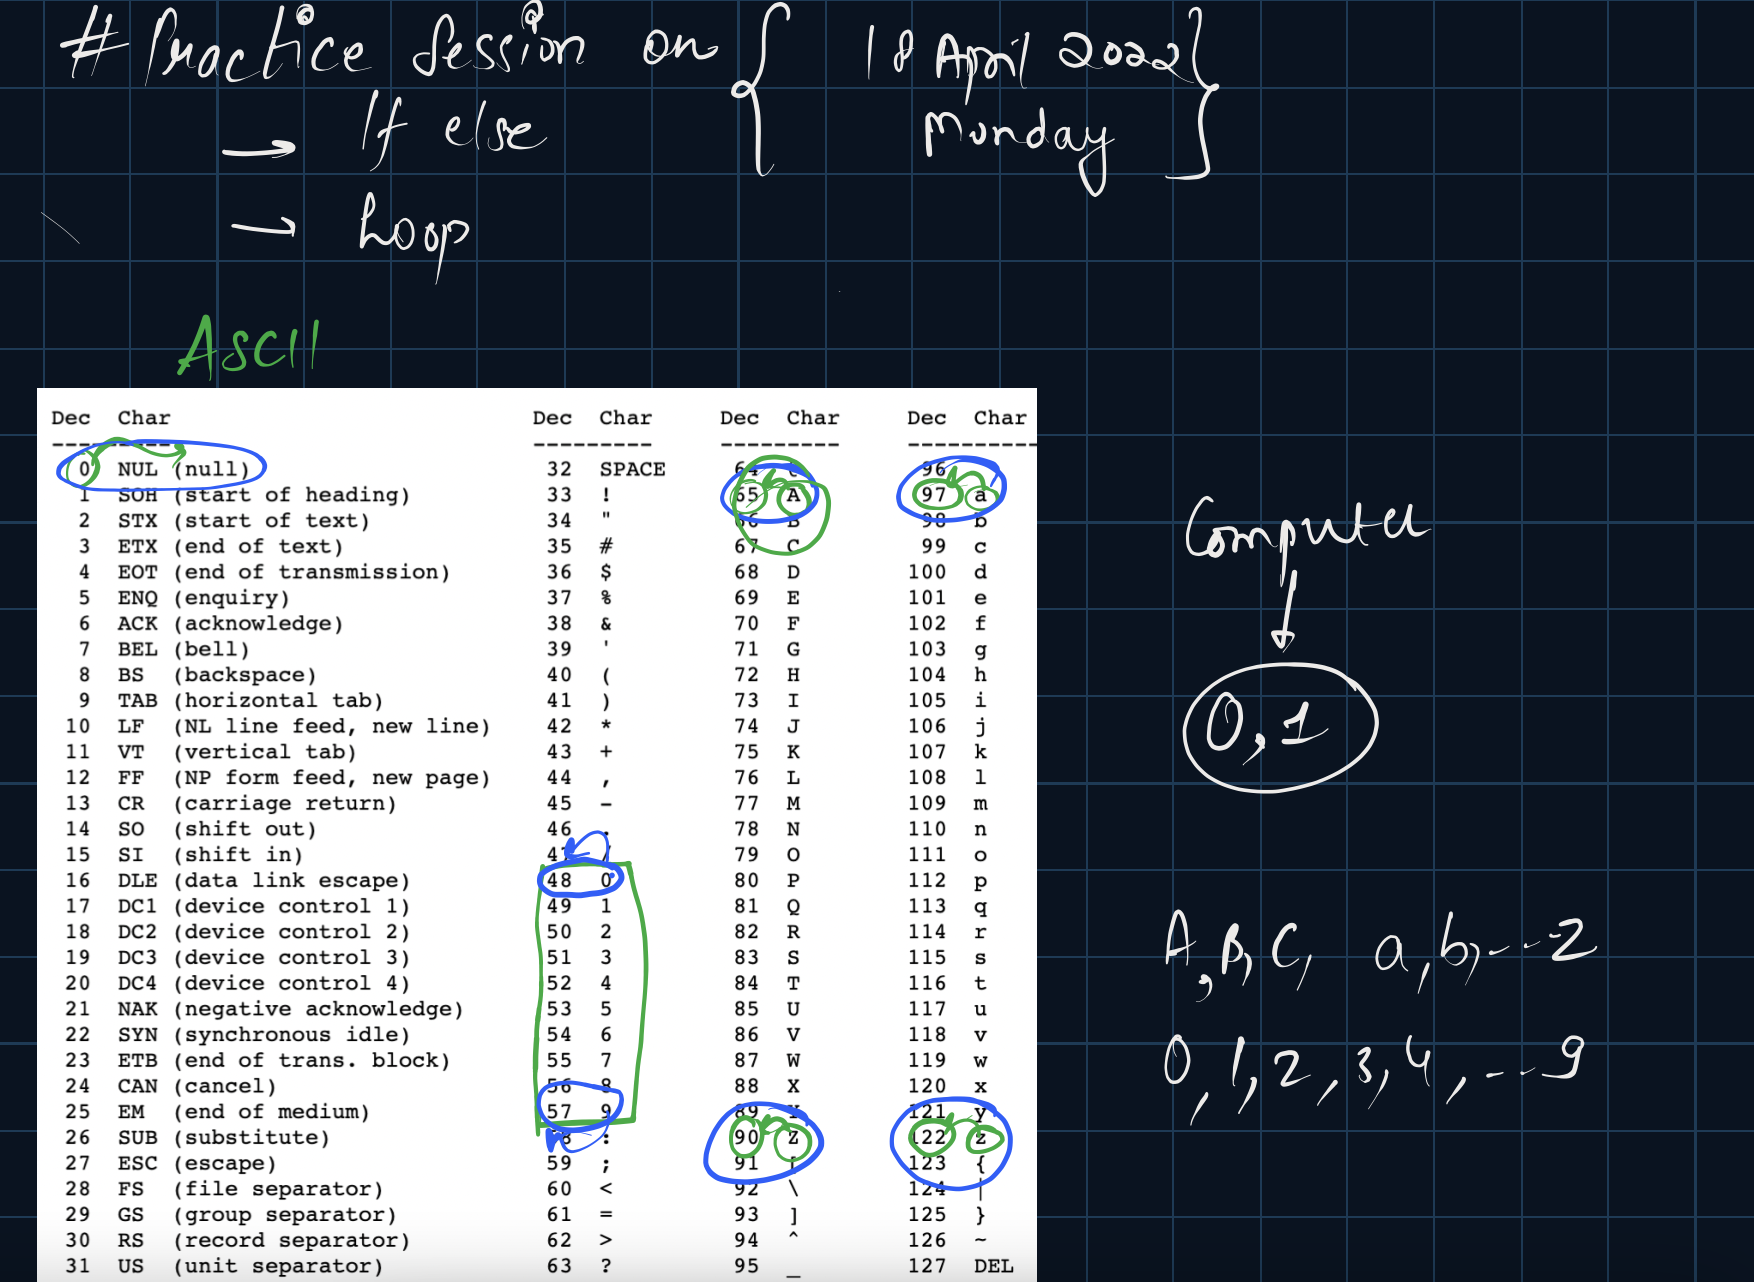 # Practice Session on { 18 April 2022
Monday }
→ If else
→ Loop
ASCII
Dec Char Dec Char Dec Char Dec Char
0 NUL (null) 32 SPACE 64 96
1 SOH (start of heading) 33 ! 65 A 97 a
2 STX (start of text) 34 " 66 B 98 b
3 ETX (end of text) 35 # 67 C 99 c
4 EOT (end of transmission) 36 $ 68 D 100 d
5 ENQ (enquiry) 37 % 69 E 101 e
6 ACK (acknowledge) 38 & 70 F 102 f
7 BEL (bell) 39 ' 71 G 103 g
8 BS (backspace) 40 ( 72 H 104 h
9 TAB (horizontal tab) 41 ) 73 I 105 i
10 LF (NL line feed, new line) 42 * 74 J 106 j
11 VT (vertical tab) 43 + 75 K 107 k
12 FF (NP form feed, new page) 44 , 76 L 108 l
13 CR (carriage return) 45 - 77 M 109 m
14 SO (shift out) 46 . 78 N 110 n
15 SI (shift in) 47 / 79 O 111 o
16 DLE (data link escape) 48 0 80 P 112 p
17 DC1 (device control 1) 49 1 81 Q 113 q
18 DC2 (device control 2) 50 2 82 R 114 r
19 DC3 (device control 3) 51 3 83 S 115 s
20 DC4 (device control 4) 52 4 84 T 116 t
21 NAK (negative acknowledge) 53 5 85 U 117 u
22 SYN (synchronous idle) 54 6 86 V 118 v
23 ETB (end of trans. block) 55 7 87 W 119 w
24 CAN (cancel) 56 8 88 X 120 x
25 EM (end of medium) 57 9 89 Y 121 y
26 SUB (substitute) 58 : 90 Z 122 z
27 ESC (escape) 59 ; 91 [ 123 {
28 FS (file separator) 60 < 92 \ 124 |
29 GS (group separator) 61 = 93 ] 125 }
30 RS (record separator) 62 > 94 ^ 126 ~
31 US (unit separator) 63 ? 95 _ 127 DEL
Computer
0, 1
A, B, C, a, b, -- z
0, 1, 2, 3, 4, -- 9